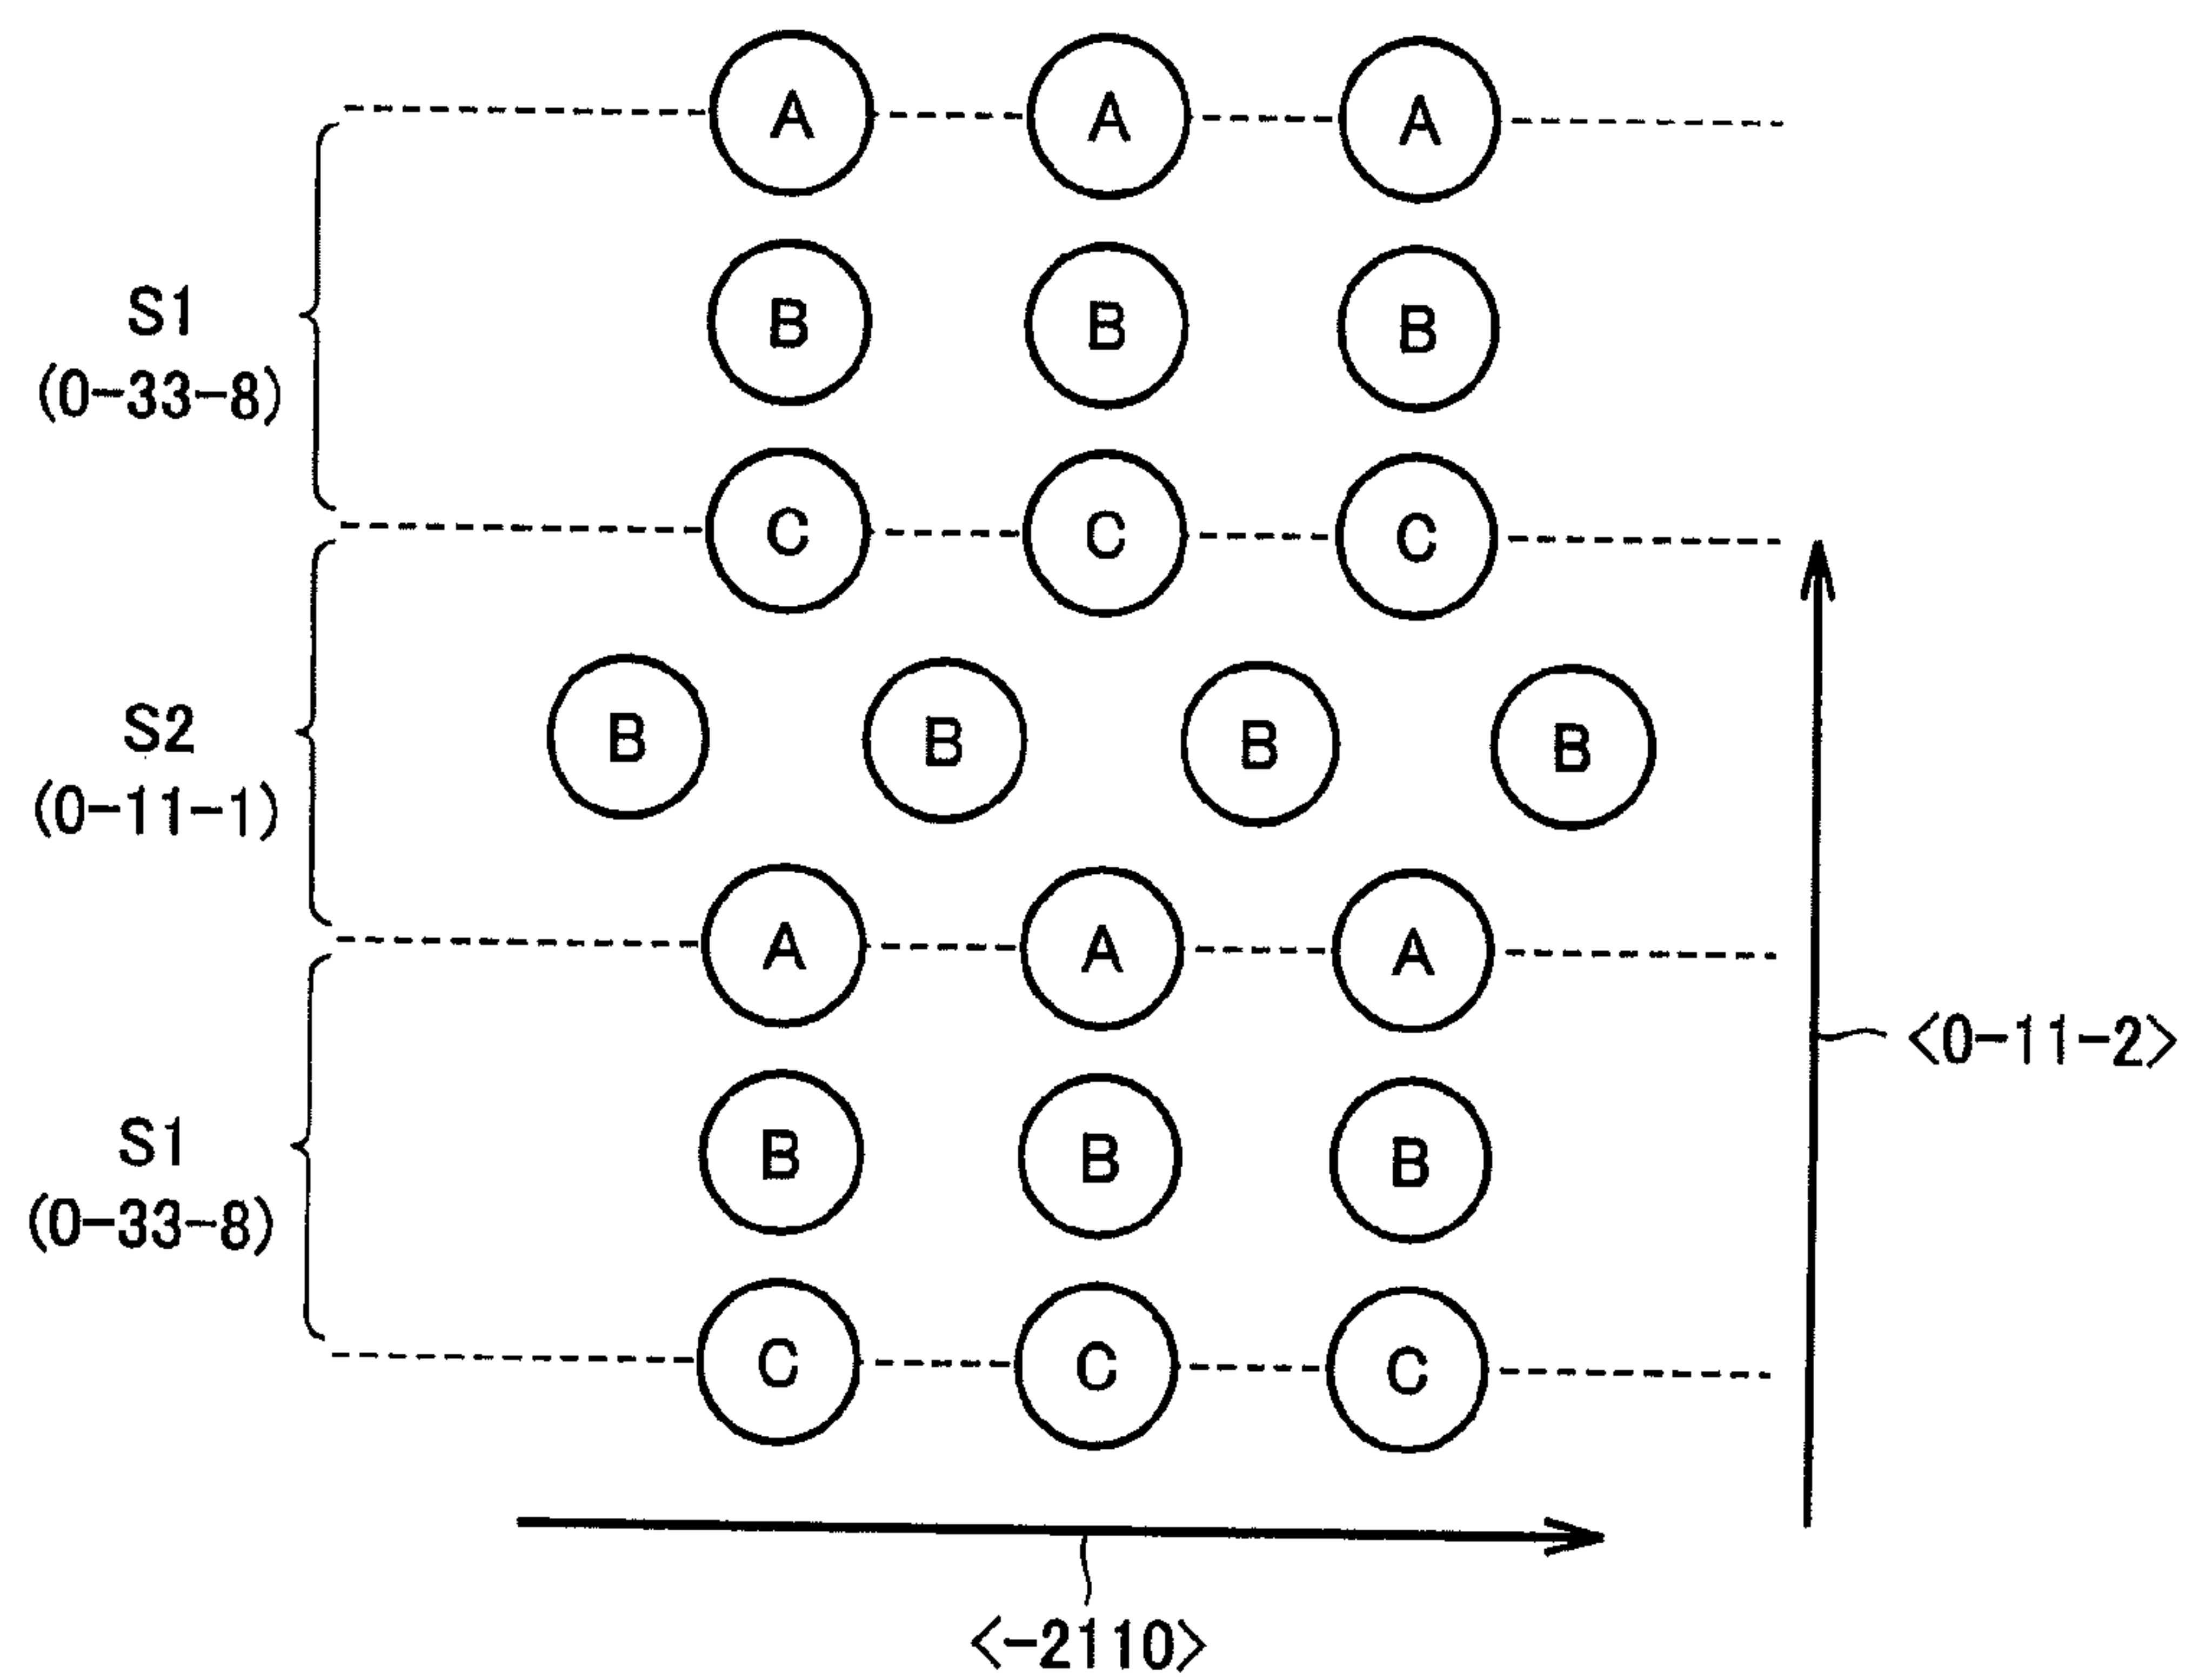 A A A
B B B
S1
(0-33-8)
C C C
B B B B
S2
(0-11-1)
A A A
<0-11-2>
B B B
S1
(0-33-8)
C C C
<-2110>